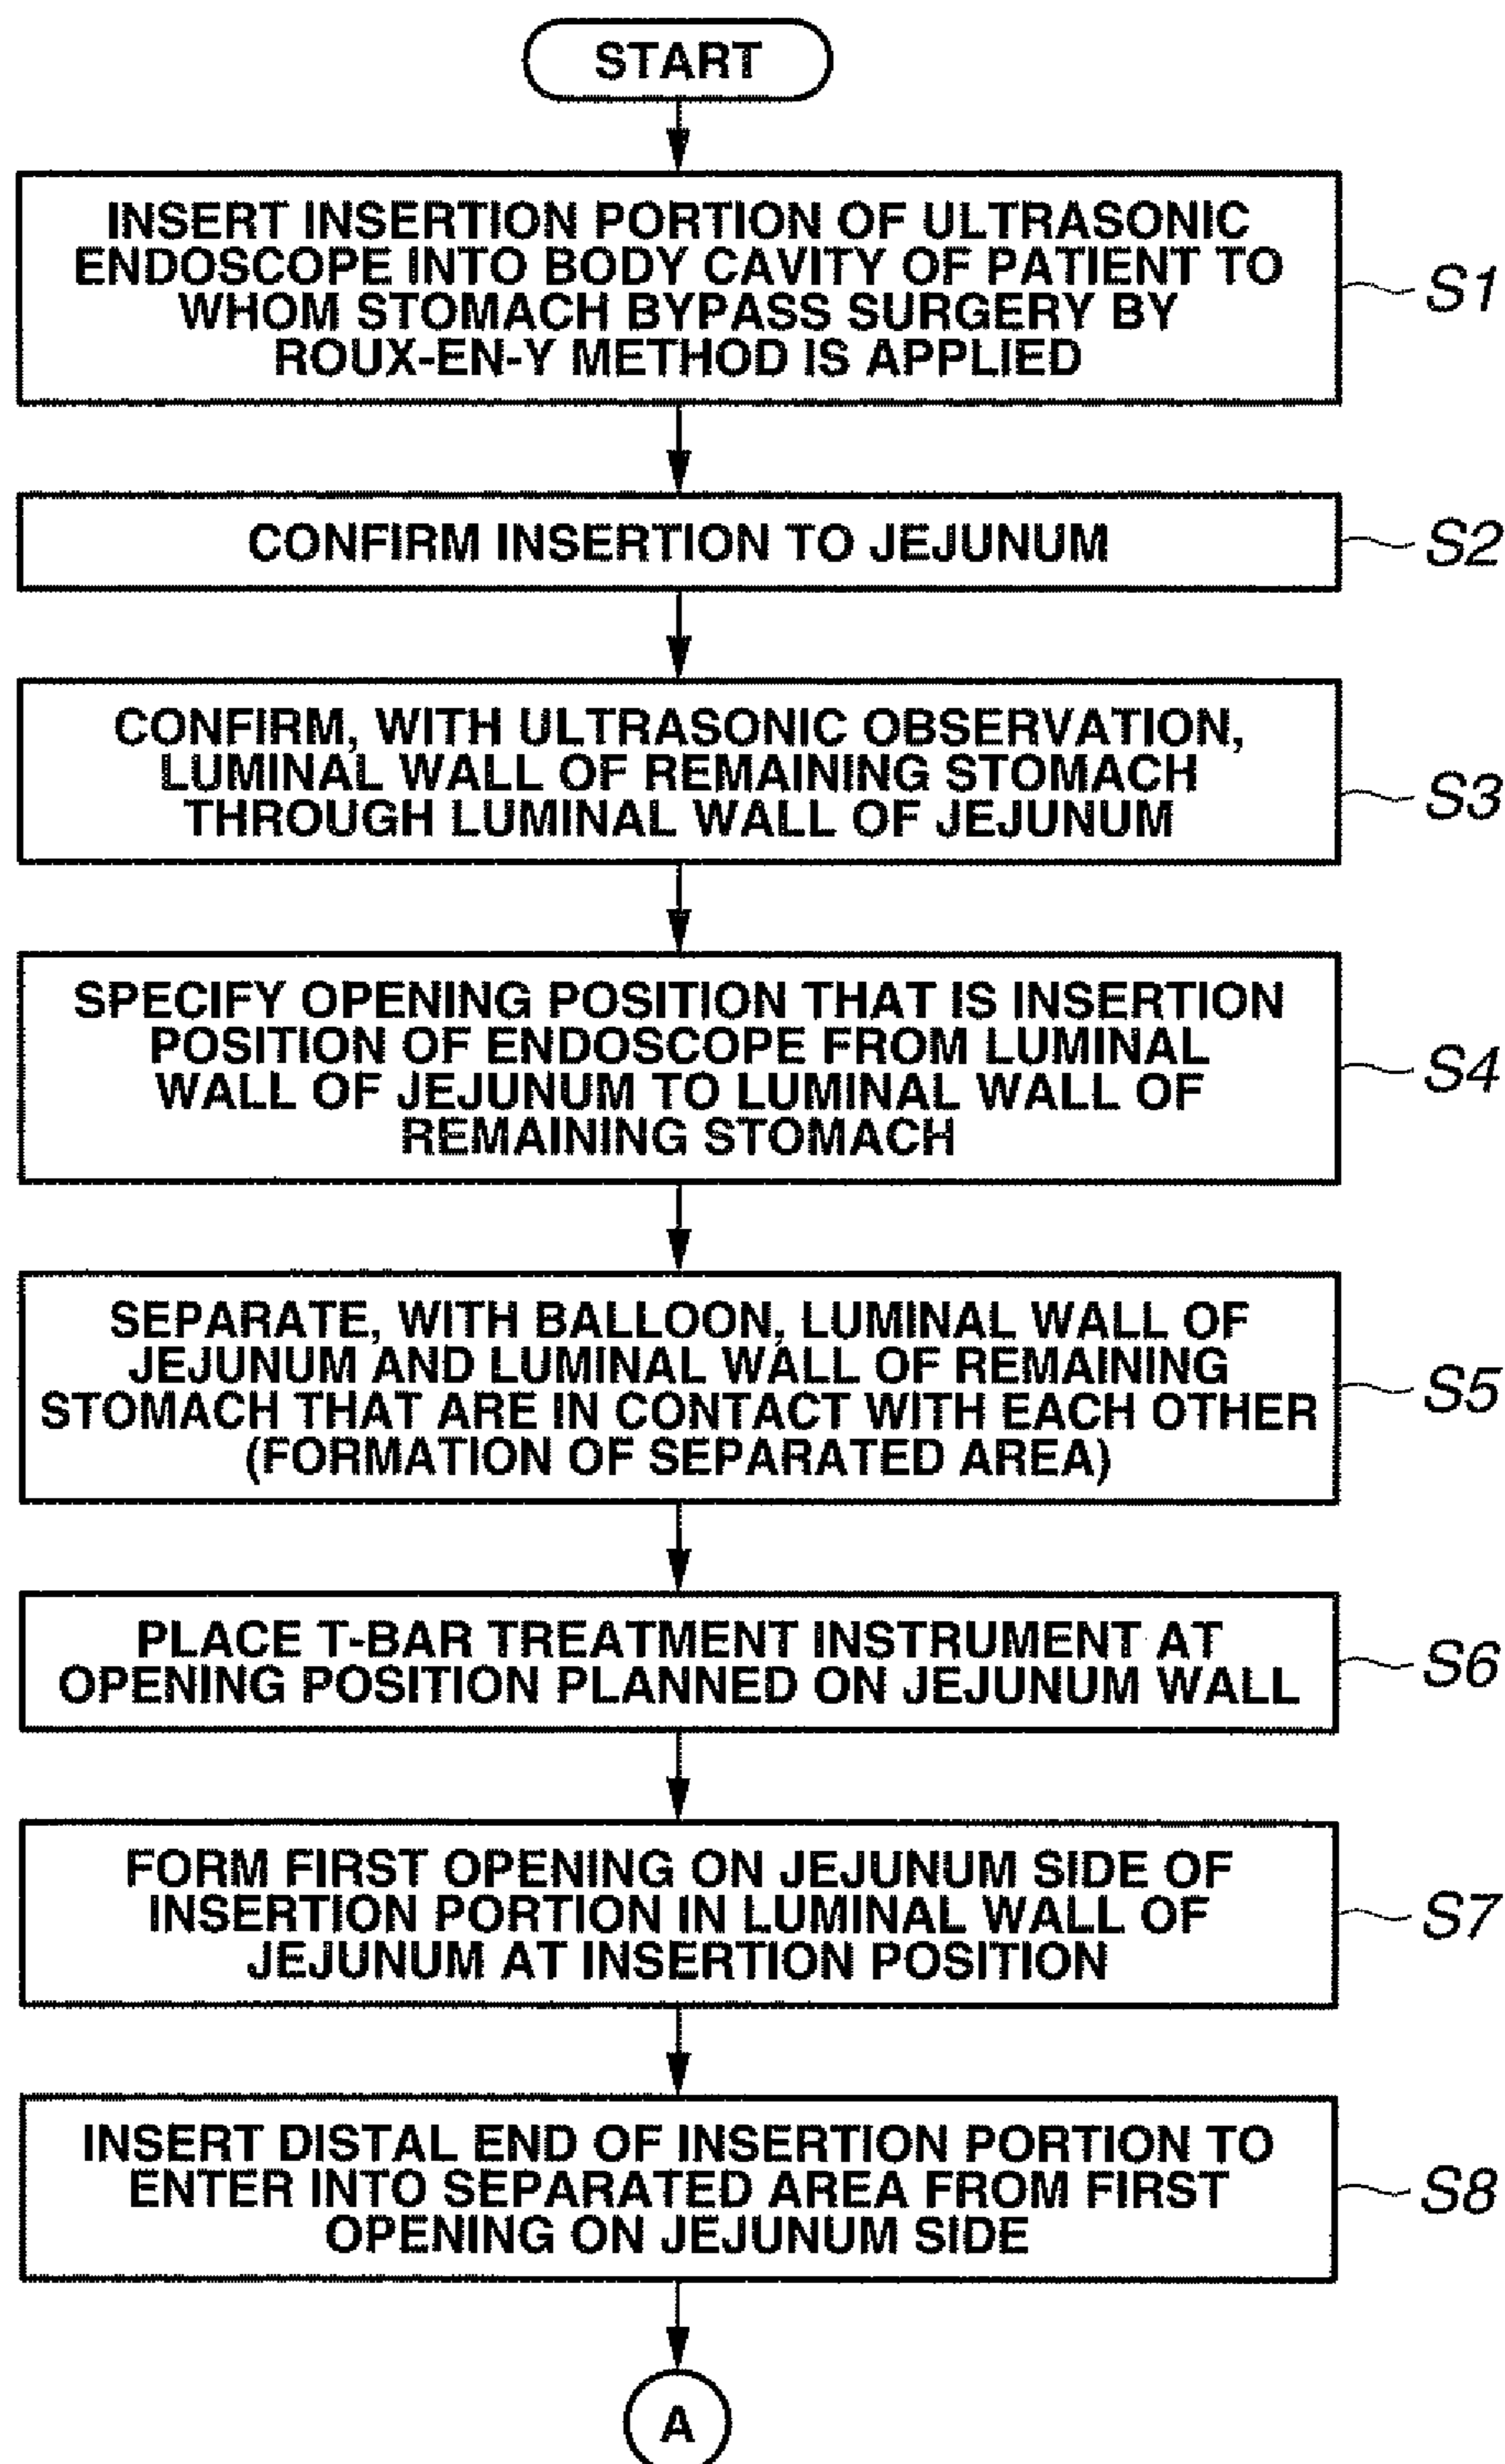 START
INSERT INSERTION PORTION OF ULTRASONIC
ENDOSCOPE INTO BODY CAVITY OF PATIENT TO
WHOM STOMACH BYPASS SURGERY BY
ROUX-EN-Y METHOD IS APPLIED
S1
CONFIRM INSERTION TO JEJUNUM
S2
CONFIRM, WITH ULTRASONIC OBSERVATION,
LUMINAL WALL OF REMAINING STOMACH
THROUGH LUMINAL WALL OF JEJUNUM
S3
SPECIFY OPENING POSITION THAT IS INSERTION
POSITION OF ENDOSCOPE FROM LUMINAL
WALL OF JEJUNUM TO LUMINAL WALL OF
REMAINING STOMACH
S4
SEPARATE, WITH BALLOON, LUMINAL WALL OF
JEJUNUM AND LUMINAL WALL OF REMAINING
STOMACH THAT ARE IN CONTACT WITH EACH OTHER
(FORMATION OF SEPARATED AREA)
S5
PLACE T-BAR TREATMENT INSTRUMENT AT
OPENING POSITION PLANNED ON JEJUNUM WALL
S6
FORM FIRST OPENING ON JEJUNUM SIDE OF
INSERTION PORTION IN LUMINAL WALL OF
JEJUNUM AT INSERTION POSITION
S7
INSERT DISTAL END OF INSERTION PORTION TO
ENTER INTO SEPARATED AREA FROM FIRST
OPENING ON JEJUNUM SIDE
S8
A